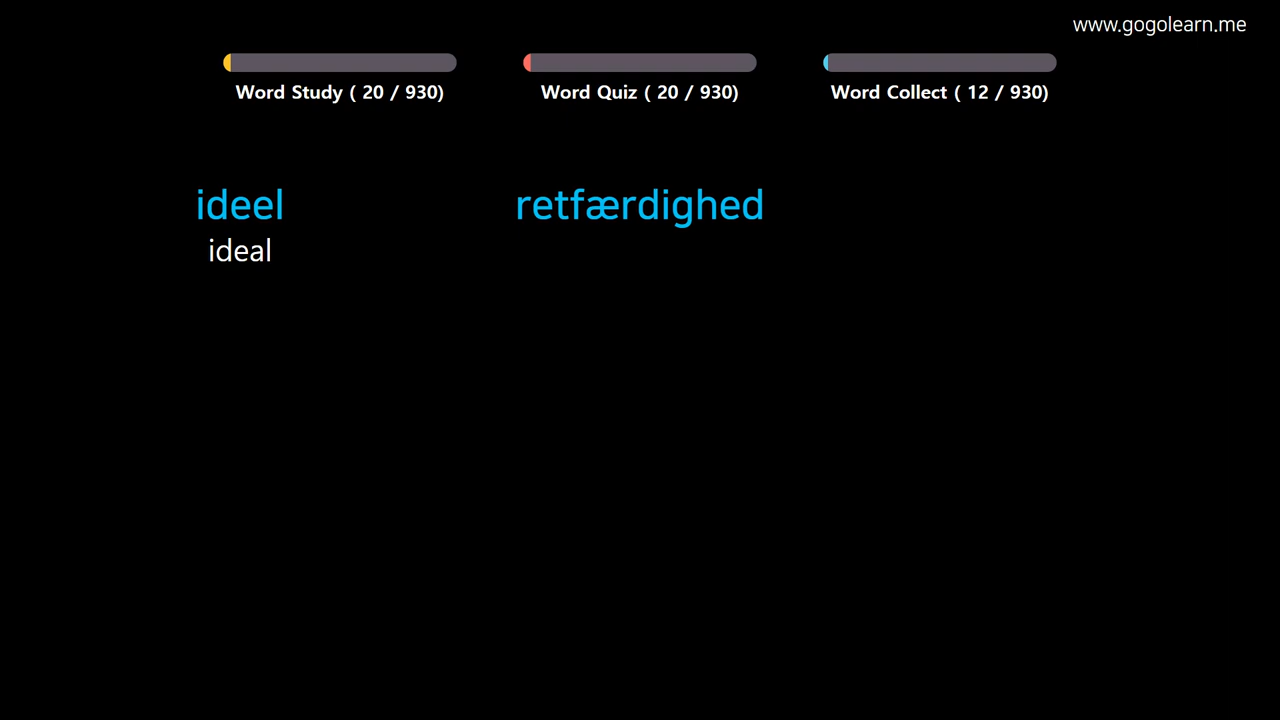 www.gogolearn.me
Word Study ( 20 / 930)
Word Quiz ( 20 / 930)
Word Collect ( 12 / 930)
ideel
retfærdighed
ideal